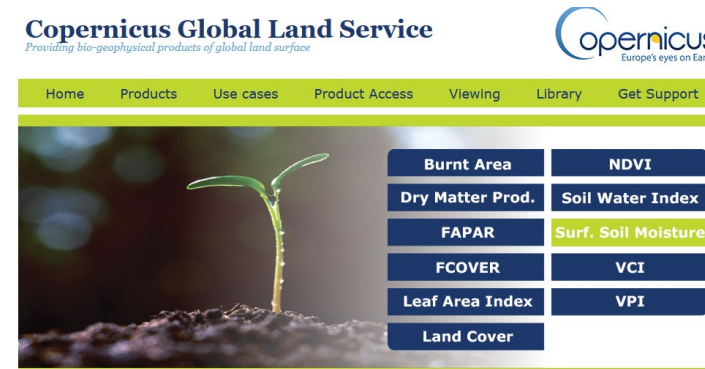 Copernicus Global Land Service
Providing bio-geophysical products of global land surface
opernicus
Europe's eyes on Ear
Home Products Use cases Product Access Viewing Library Get Support
Burnt Area NDVI
Dry Matter Prod. Soil Water Index
FAPAR Surf. Soil Moisture
FCOVER VCI
Leaf Area Index VPI
Land Cover